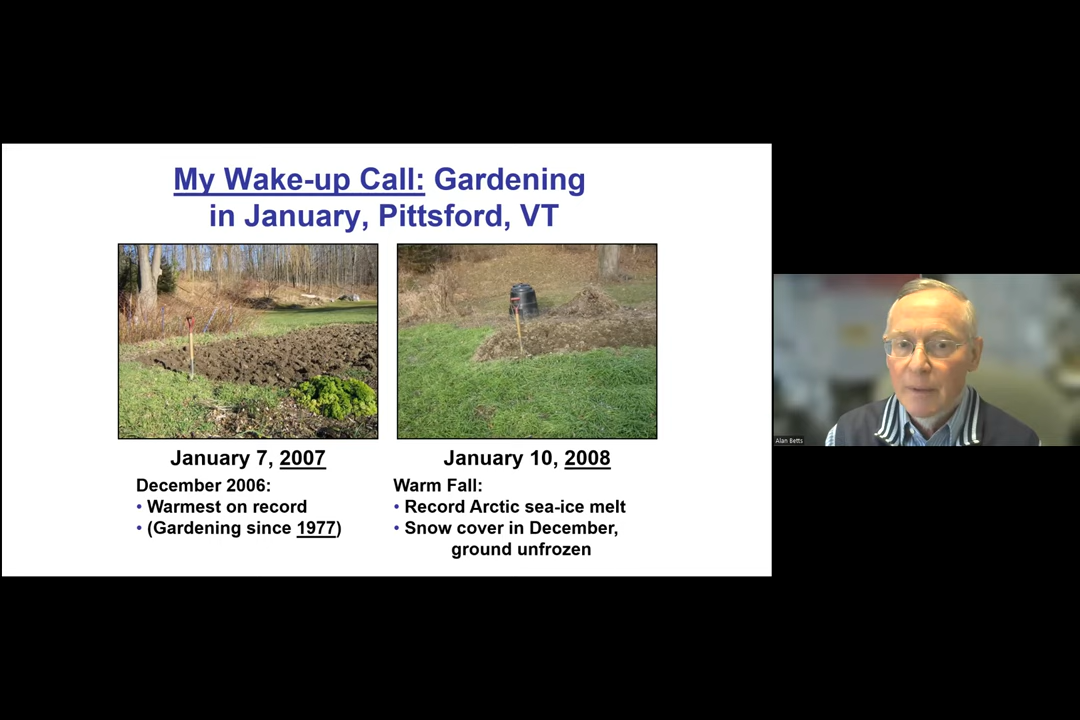 My Wake-up Call: Gardening
in January, Pittsford, VT
January 7, 2007
December 2006:
• Warmest on record
• (Gardening since 1977)
January 10, 2008
Warm Fall:
• Record Arctic sea-ice melt
• Snow cover in December,
ground unfrozen
Alan Betts